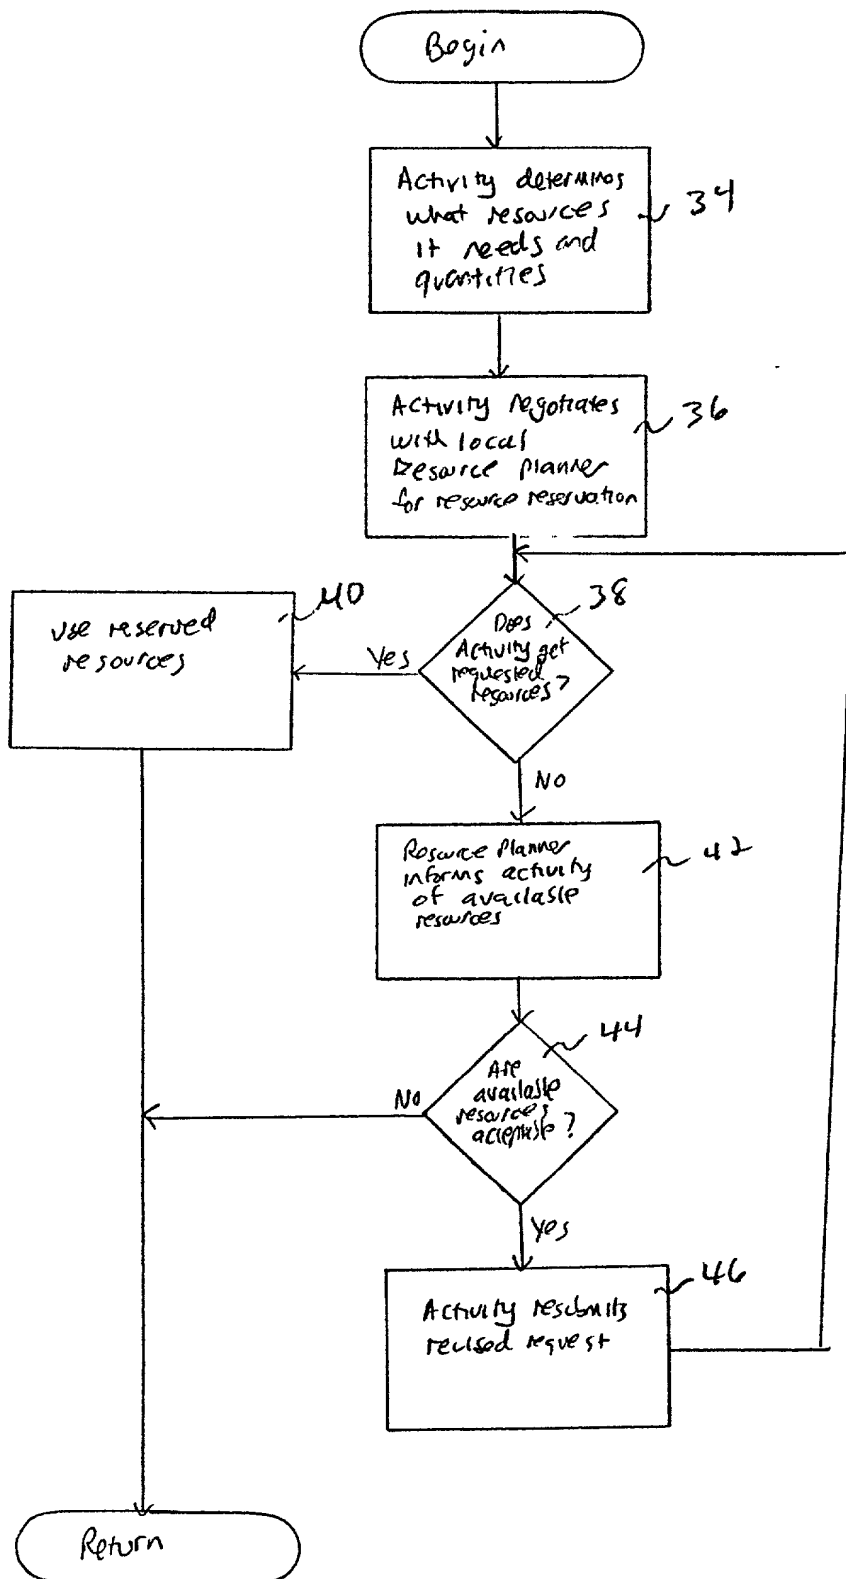 Begin
Activity determines
what resources
It needs and
quantities
34
Activity negotiates
with local
Resource Planner
for resource reservation
36
38
Does
Activity get
requested
resources?
Yes
40
Use reserved
resources
No
Resource Planner
informs activity
of available
resources
42
44
Are
available
resources
acceptable?
No
Yes
Activity resubmits
revised request
46
Return